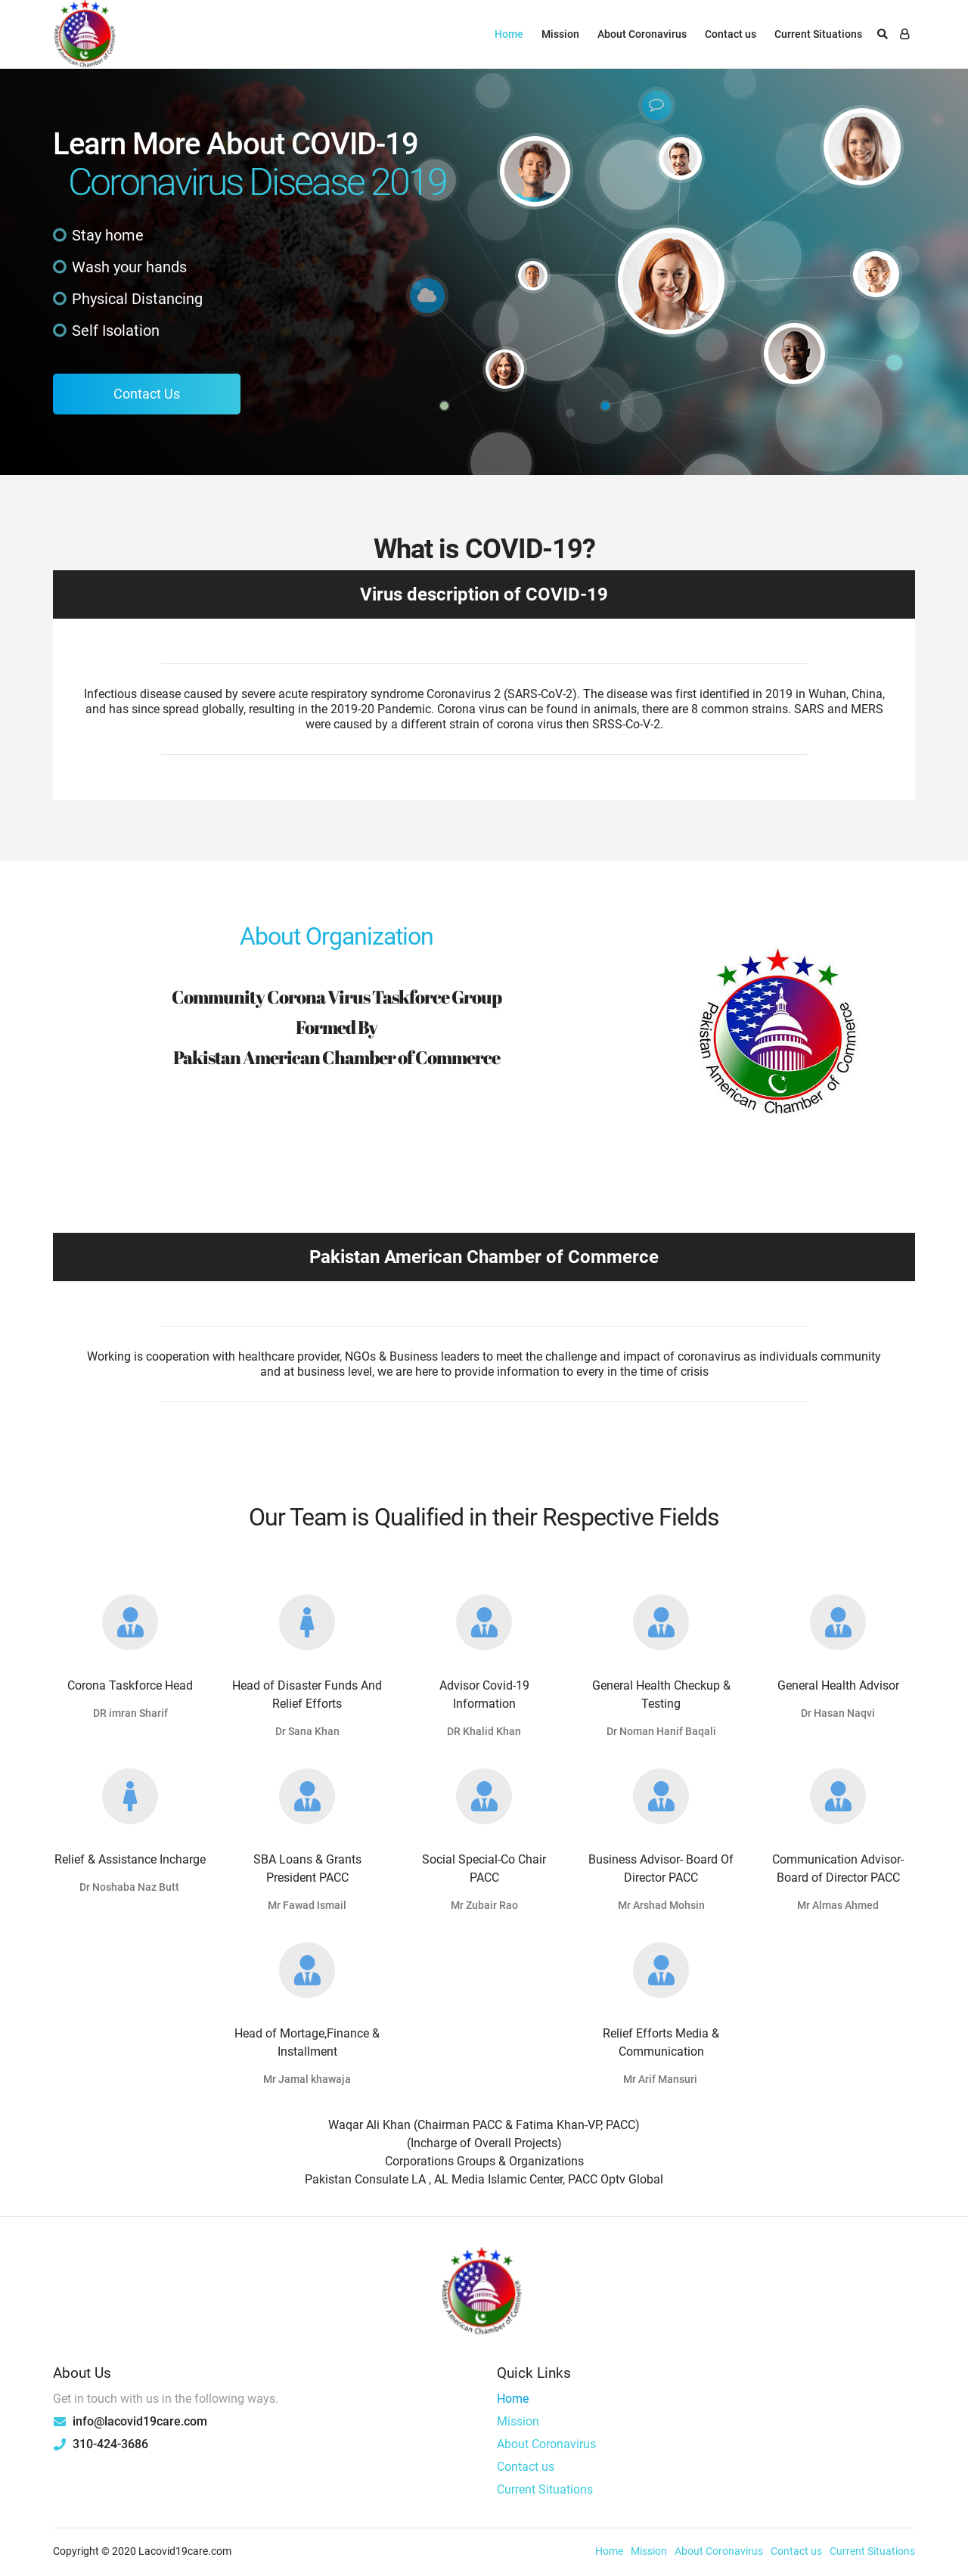 Pakistan American Chamber of Commerce
Home Mission About Coronavirus Contact us Current Situations
Learn More About COVID-19
Coronavirus Disease 2019
Stay home
Wash your hands
Physical Distancing
Self Isolation
Contact Us
What is COVID-19?
Virus description of COVID-19
Infectious disease caused by severe acute respiratory syndrome Coronavirus 2 (SARS-CoV-2). The disease was first identified in 2019 in Wuhan, China,
and has since spread globally, resulting in the 2019-20 Pandemic. Corona virus can be found in animals, there are 8 common strains. SARS and MERS
were caused by a different strain of corona virus then SRSS-Co-V-2.
About Organization
Community Corona Virus Taskforce Group
Formed By
Pakistan American Chamber of Commerce
Pakistan American Chamber of Commerce
Pakistan American Chamber of Commerce
Working is cooperation with healthcare provider, NGOs & Business leaders to meet the challenge and impact of coronavirus as individuals community
and at business level, we are here to provide information to every in the time of crisis
Our Team is Qualified in their Respective Fields
Corona Taskforce Head
DR imran Sharif
Head of Disaster Funds And
Relief Efforts
Dr Sana Khan
Advisor Covid-19
Information
DR Khalid Khan
General Health Checkup &
Testing
Dr Noman Hanif Baqali
General Health Advisor
Dr Hasan Naqvi
Relief & Assistance Incharge
Dr Noshaba Naz Butt
SBA Loans & Grants
President PACC
Mr Fawad Ismail
Social Special-Co Chair
PACC
Mr Zubair Rao
Business Advisor- Board Of
Director PACC
Mr Arshad Mohsin
Communication Advisor-
Board of Director PACC
Mr Almas Ahmed
Head of Mortage,Finance &
Installment
Mr Jamal khawaja
Relief Efforts Media &
Communication
Mr Arif Mansuri
Waqar Ali Khan (Chairman PACC & Fatima Khan-VP, PACC)
(Incharge of Overall Projects)
Corporations Groups & Organizations
Pakistan Consulate LA , AL Media Islamic Center, PACC Optv Global
Pakistan American Chamber of Commerce
About Us
Get in touch with us in the following ways.
info@lacovid19care.com
310-424-3686
Quick Links
Home
Mission
About Coronavirus
Contact us
Current Situations
Copyright © 2020 Lacovid19care.com
Home Mission About Coronavirus Contact us Current Situations